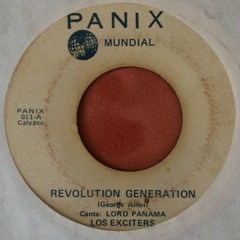 PANIX
MUNDIAL
PANIX
011-A
Calypso
REVOLUTION GENERATION
(George Allen)
Canta: LORD PANAMA
LOS EXCITERS